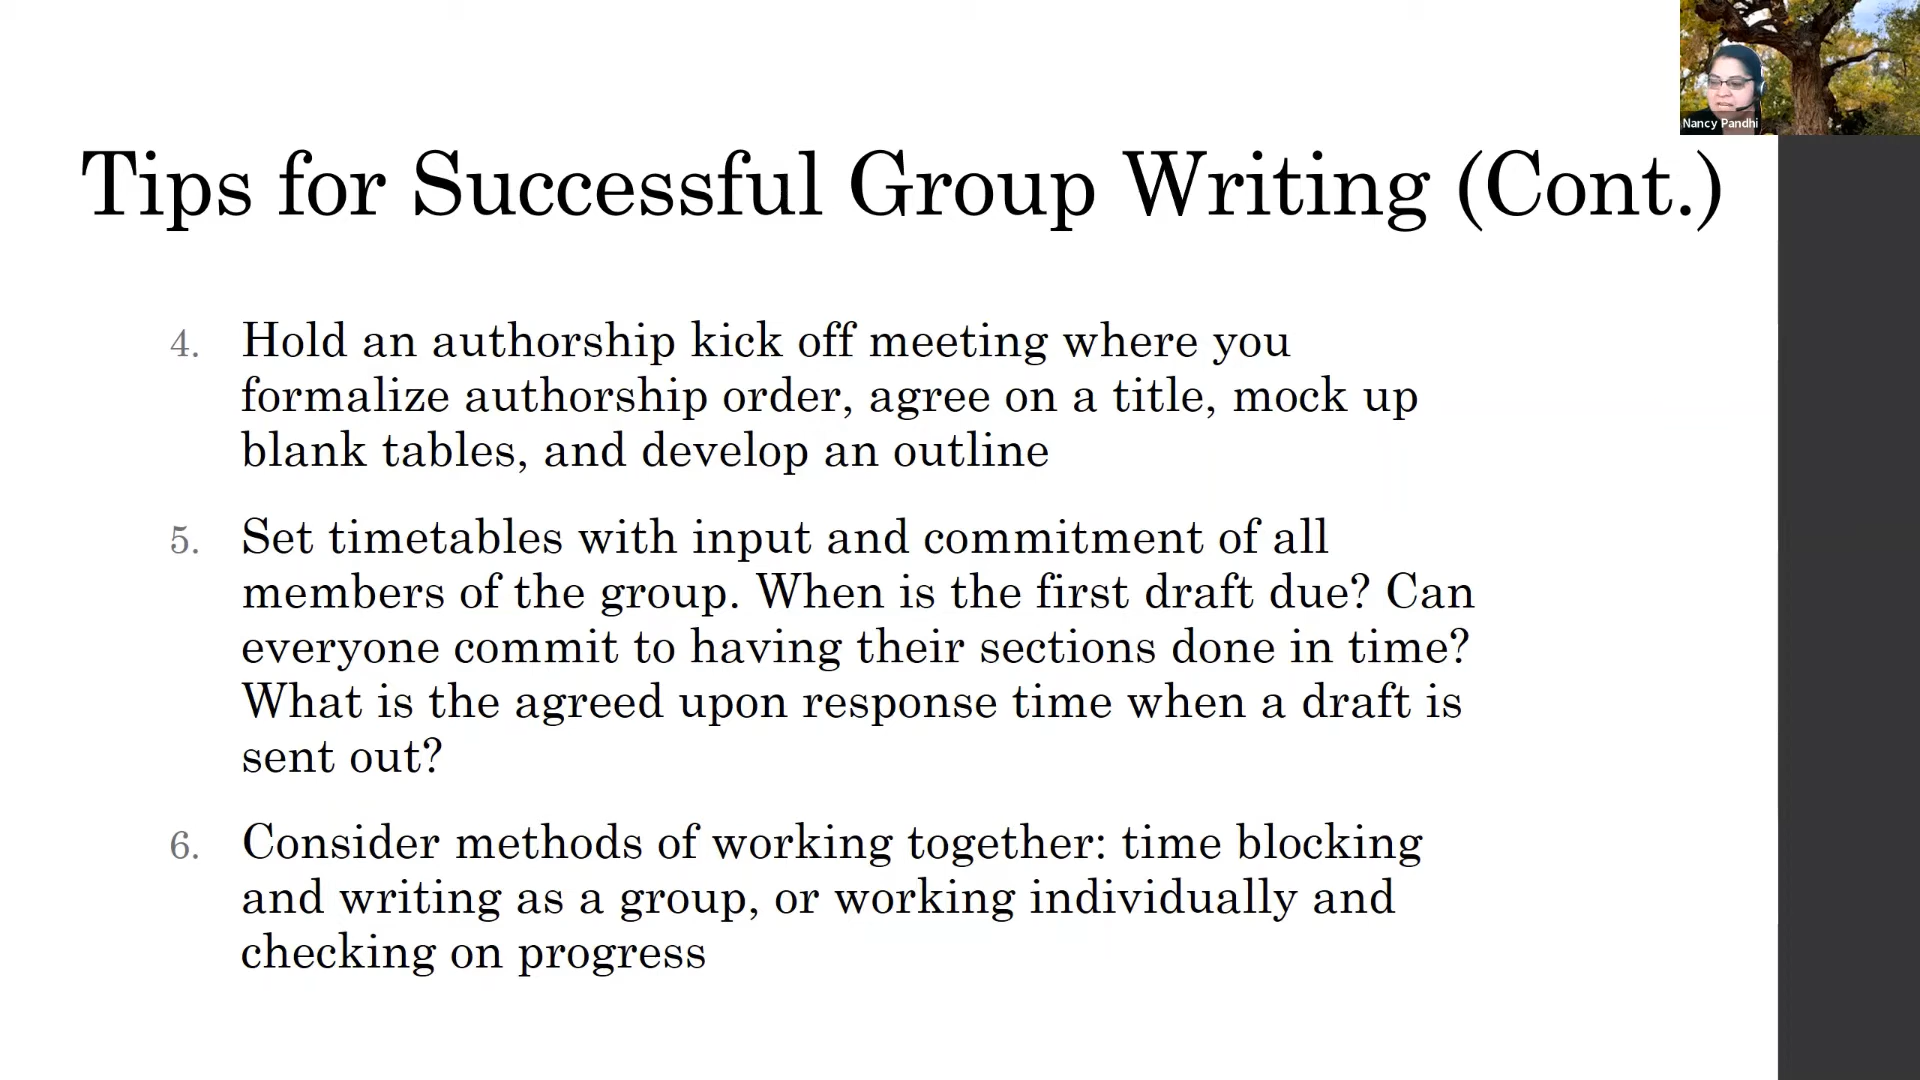 Nancy Pandhi
Tips for Successful Group Writing (Cont.)
4. Hold an authorship kick off meeting where you
formalize authorship order, agree on a title, mock up
blank tables, and develop an outline
5. Set timetables with input and commitment of all
members of the group. When is the first draft due? Can
everyone commit to having their sections done in time?
What is the agreed upon response time when a draft is
sent out?
6. Consider methods of working together: time blocking
and writing as a group, or working individually and
checking on progress